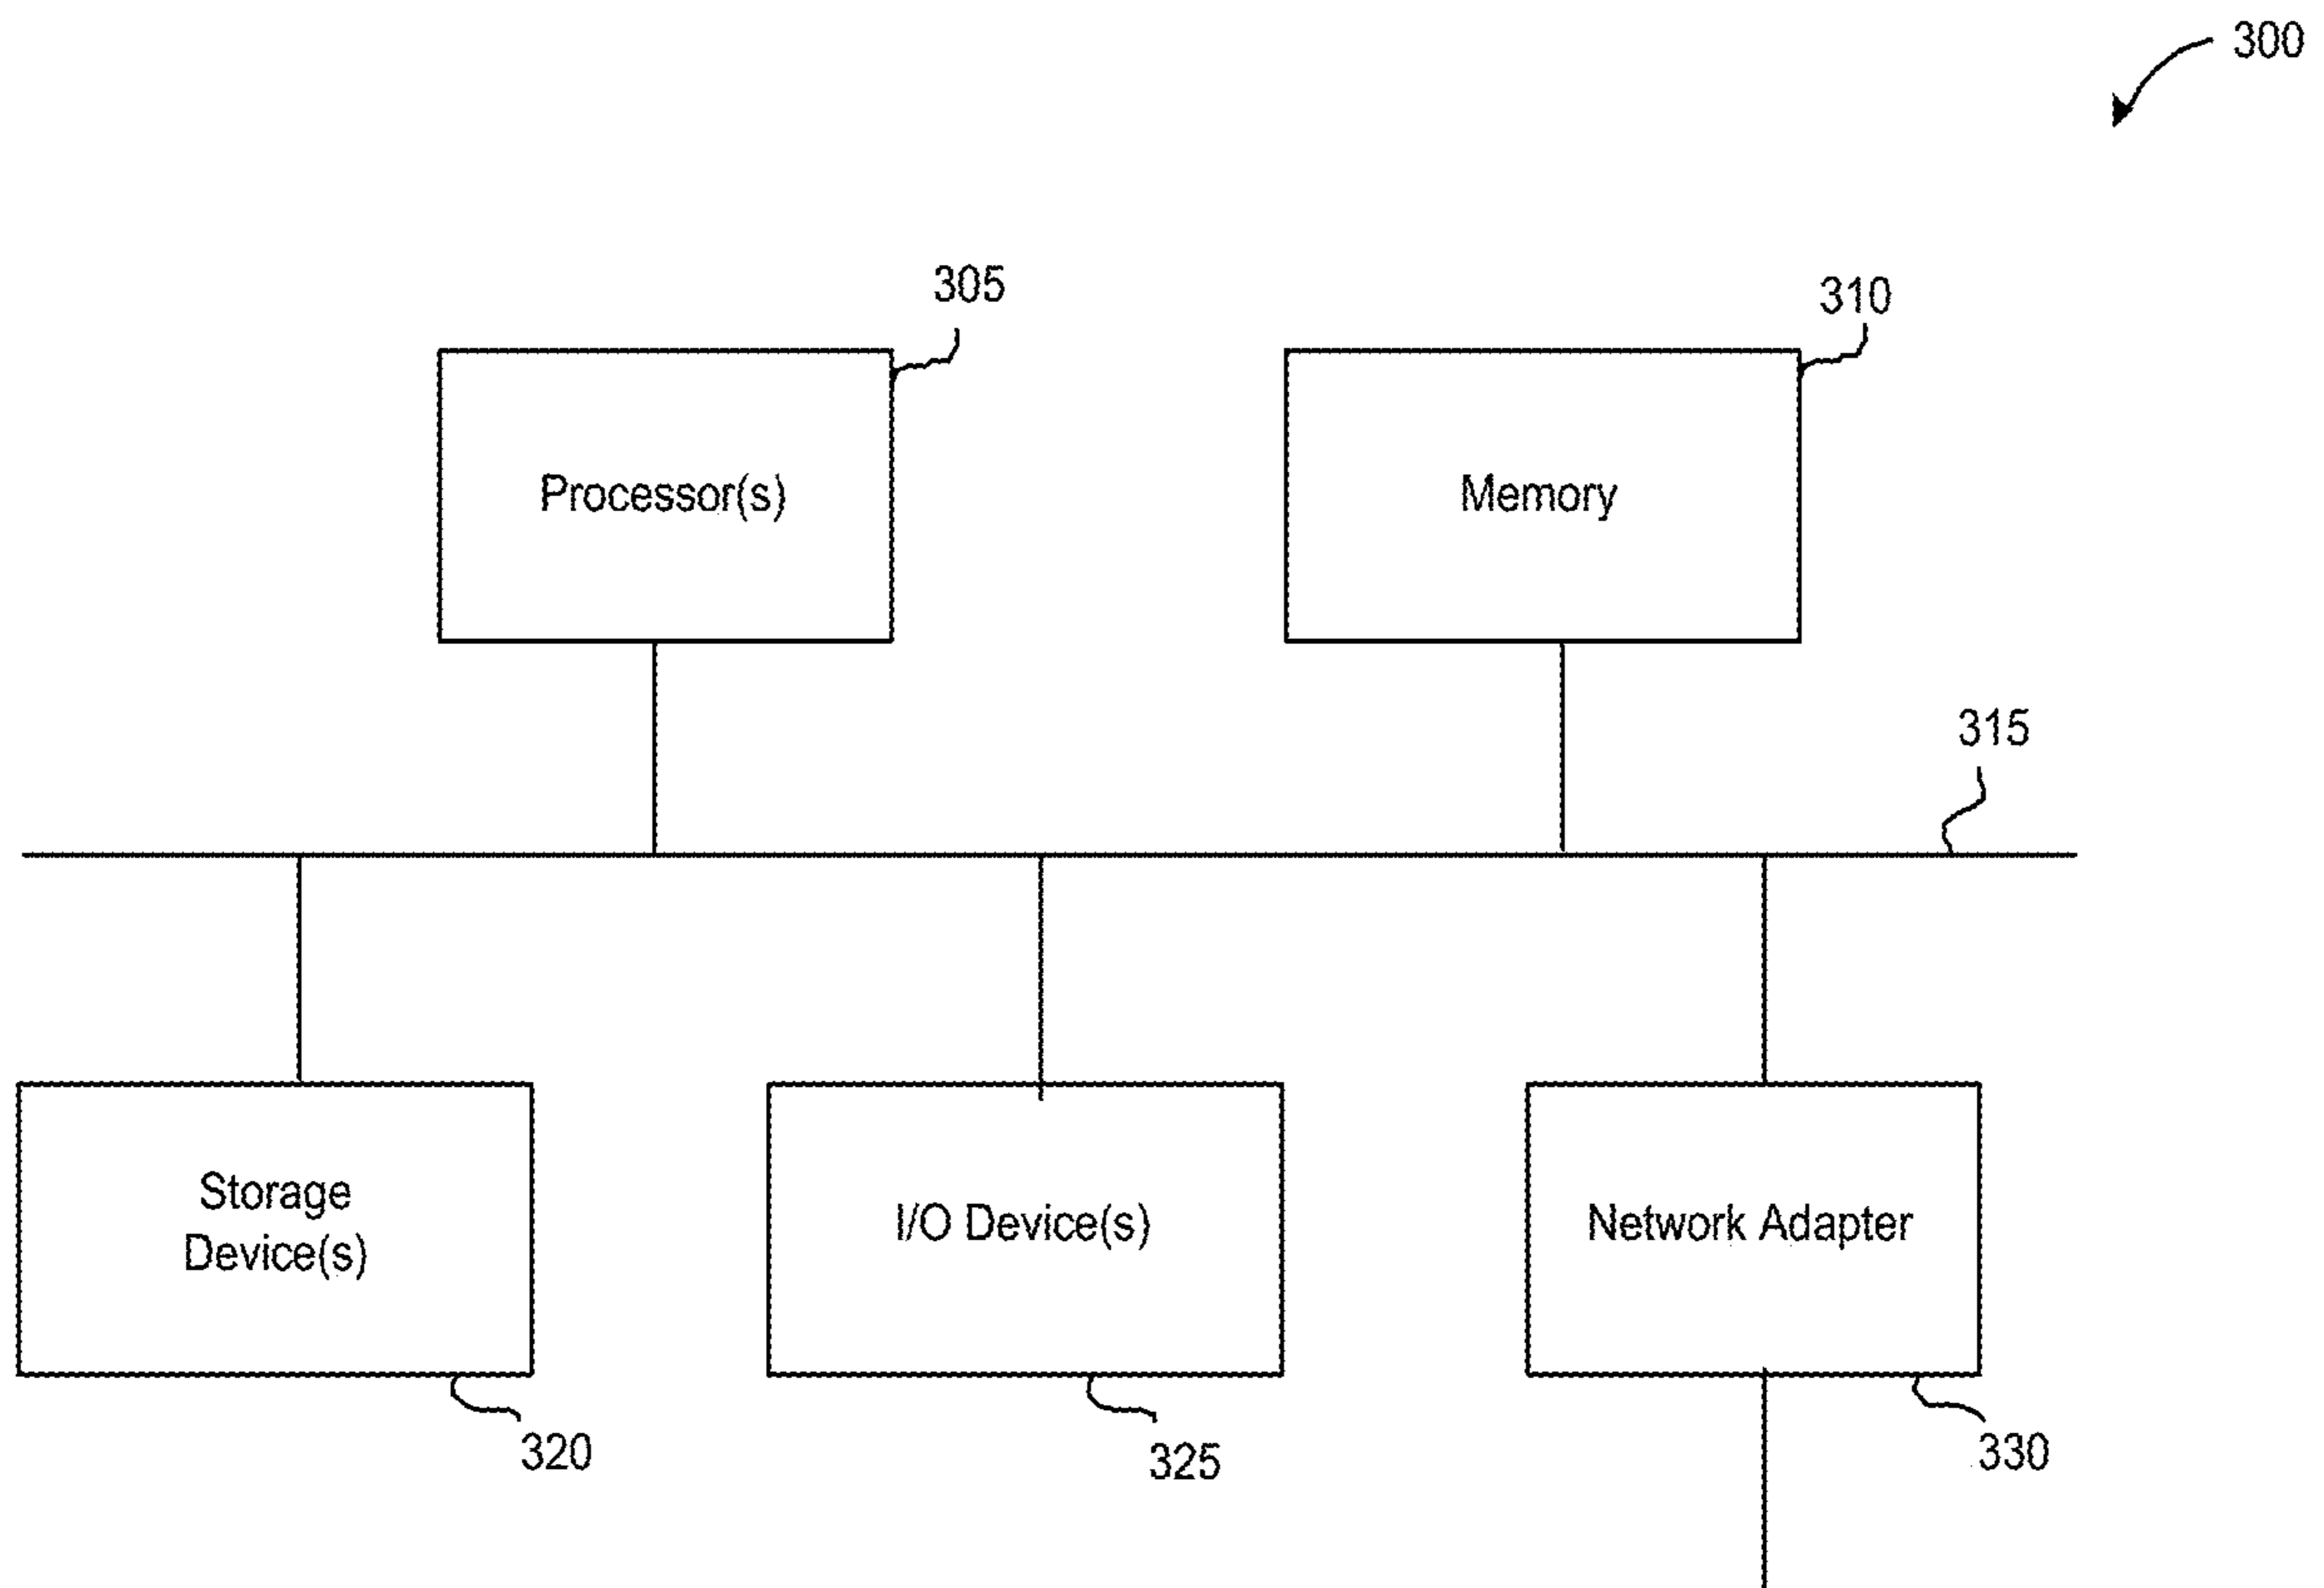 300
305
310
Processor(s)
Memory
315
Storage
Device(s)
I/O Device(s)
Network Adapter
320
325
330